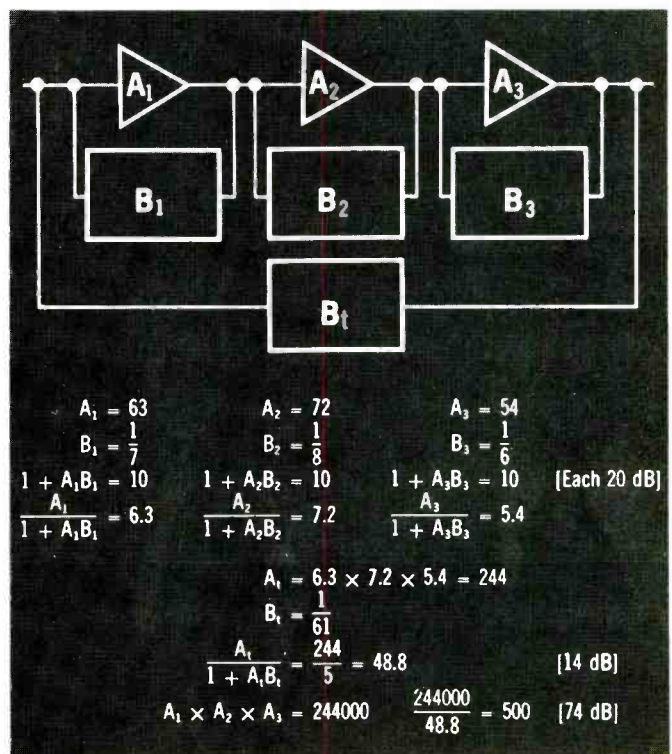 A₁ A₂ A₃
B₁ B₂ B₃
Bₜ
A₁ = 63 A₂ = 72 A₃ = 54
B₁ = 1/7 B₂ = 1/8 B₃ = 1/6
1 + A₁B₁ = 10 1 + A₂B₂ = 10 1 + A₃B₃ = 10 [Each 20 dB]
A₁/(1 + A₁B₁) = 6.3 A₂/(1 + A₂B₂) = 7.2 A₃/(1 + A₃B₃) = 5.4
Aₜ = 6.3 × 7.2 × 5.4 = 244
Bₜ = 1/61
Aₜ/(1 + AₜBₜ) = 244/5 = 48.8 [14 dB]
A₁ × A₂ × A₃ = 244000 244000/48.8 = 500 [74 dB]